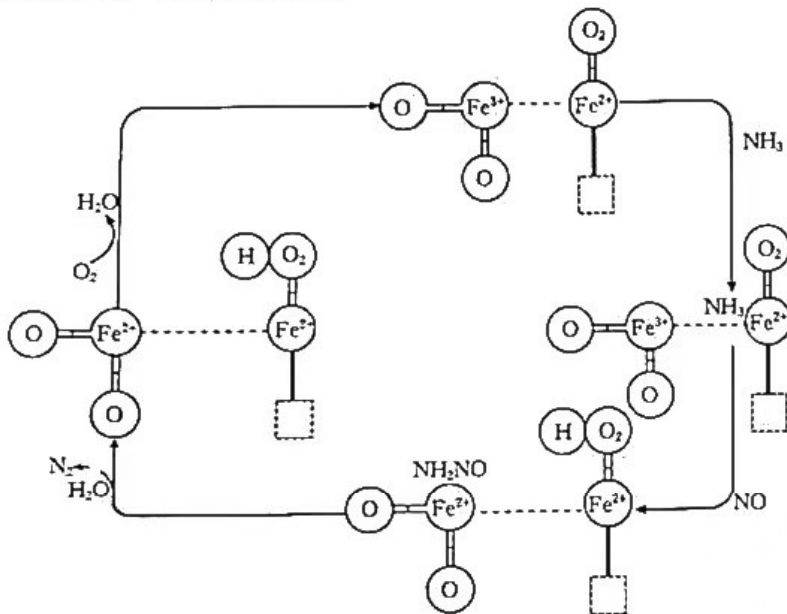 O₂
O Fe³⁺ Fe²⁺
O
NH₃
H₂O
O₂
H O₂
O Fe²⁺ Fe²⁺
O
O₂
NH₃
O Fe³⁺ Fe²⁺
O
H O₂
NH₂NO
O Fe²⁺ Fe²⁺
O
NO
N₂
H₂O